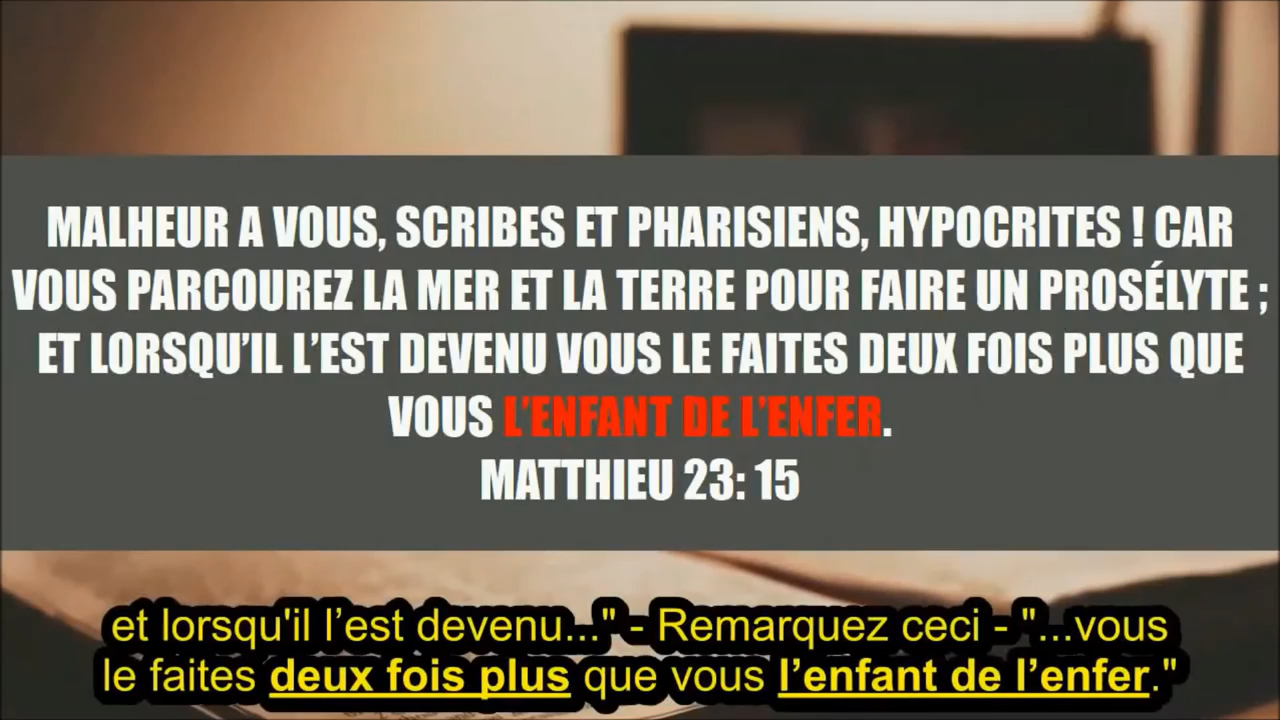 MALHEUR A VOUS, SCRIBES ET PHARISIENS, HYPOCRITES ! CAR
VOUS PARCOUREZ LA MER ET LA TERRE POUR FAIRE UN PROSÉLYTE ;
ET LORSQU’IL L’EST DEVENU VOUS LE FAITES DEUX FOIS PLUS QUE
VOUS L’ENFANT DE L’ENFER.
MATTHIEU 23: 15
et lorsqu'il l’est devenu..." - Remarquez ceci - "...vous
le faites deux fois plus que vous l’enfant de l’enfer."